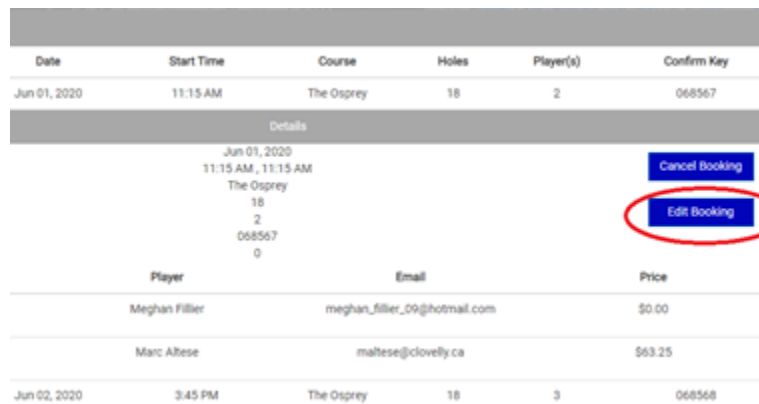 Date Start Time Course Holes Player(s) Confirm Key
Jun 01, 2020 11:15 AM The Osprey 18 2 068567
Details
Jun 01, 2020
11:15 AM , 11:15 AM
The Osprey
18
2
068567
0
Cancel Booking
Edit Booking
Player Email Price
Meghan Fillier meghan_fillier_09@hotmail.com $0.00
Marc Altese maltese@clovelly.ca $63.25
Jun 02, 2020 3:45 PM The Osprey 18 3 068568